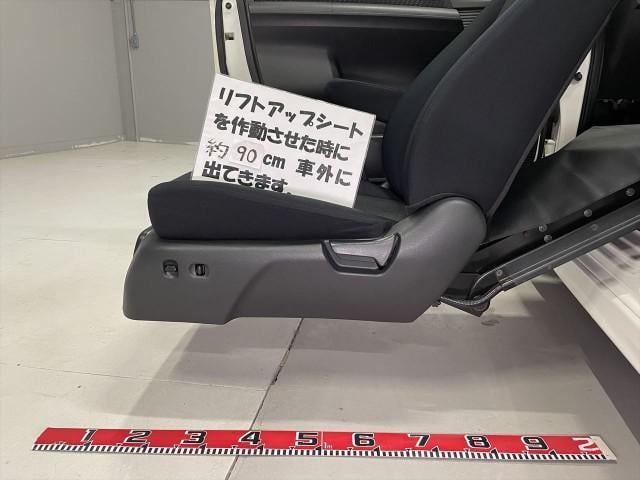 リフトアップシート
を作動させた時に
約90cm 車外に
出てきます。
1 2 3 4 5 1m 6 7 8 9 2